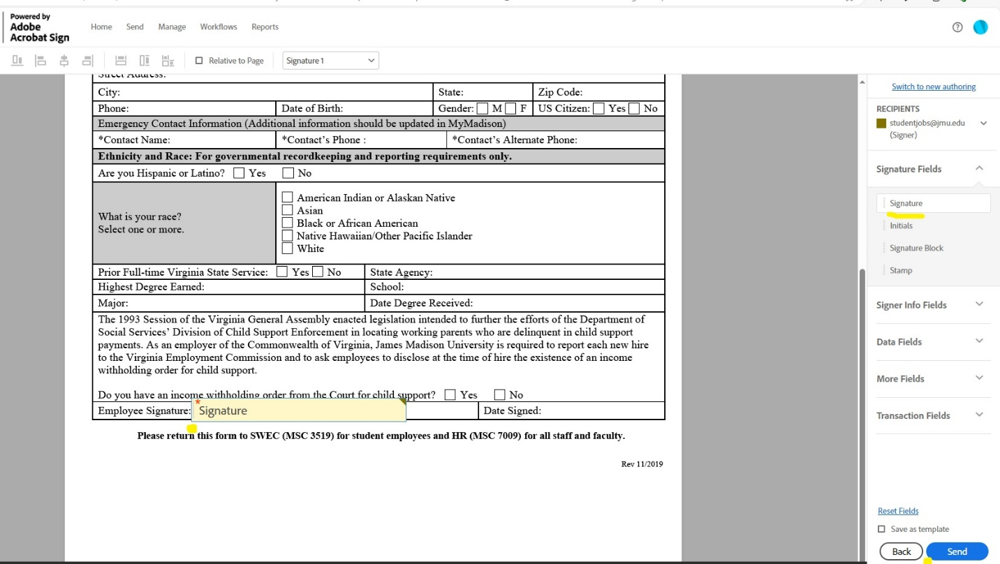 Powered by
Adobe
Acrobat Sign
Home Send Manage Workflows Reports
Relative to Page Signature 1
Street Address:
City: State: Zip Code:
Phone: Date of Birth: Gender: M F US Citizen: Yes No
Emergency Contact Information (Additional information should be updated in MyMadison)
*Contact Name: *Contact's Phone : *Contact's Alternate Phone:
Ethnicity and Race: For governmental recordkeeping and reporting requirements only.
Are you Hispanic or Latino? Yes No
What is your race?
Select one or more.
American Indian or Alaskan Native
Asian
Black or African American
Native Hawaiian/Other Pacific Islander
White
Prior Full-time Virginia State Service: Yes No State Agency:
Highest Degree Earned: School:
Major: Date Degree Received:
The 1993 Session of the Virginia General Assembly enacted legislation intended to further the efforts of the Department of
Social Services' Division of Child Support Enforcement in locating working parents who are delinquent in child support
payments. As an employer of the Commonwealth of Virginia, James Madison University is required to report each new hire
to the Virginia Employment Commission and to ask employees to disclose at the time of hire the existence of an income
withholding order for child support.
Do you have an income withholding order from the Court for child support? Yes No
Employee Signature: * Signature Date Signed:
Please return this form to SWEC (MSC 3519) for student employees and HR (MSC 7009) for all staff and faculty.
Rev 11/2019
Switch to new authoring
RECIPIENTS
studentjobs@jmu.edu
(Signer)
Signature Fields
Signature
Initials
Signature Block
Stamp
Signer Info Fields
Data Fields
More Fields
Transaction Fields
Reset Fields
Save as template
Back Send